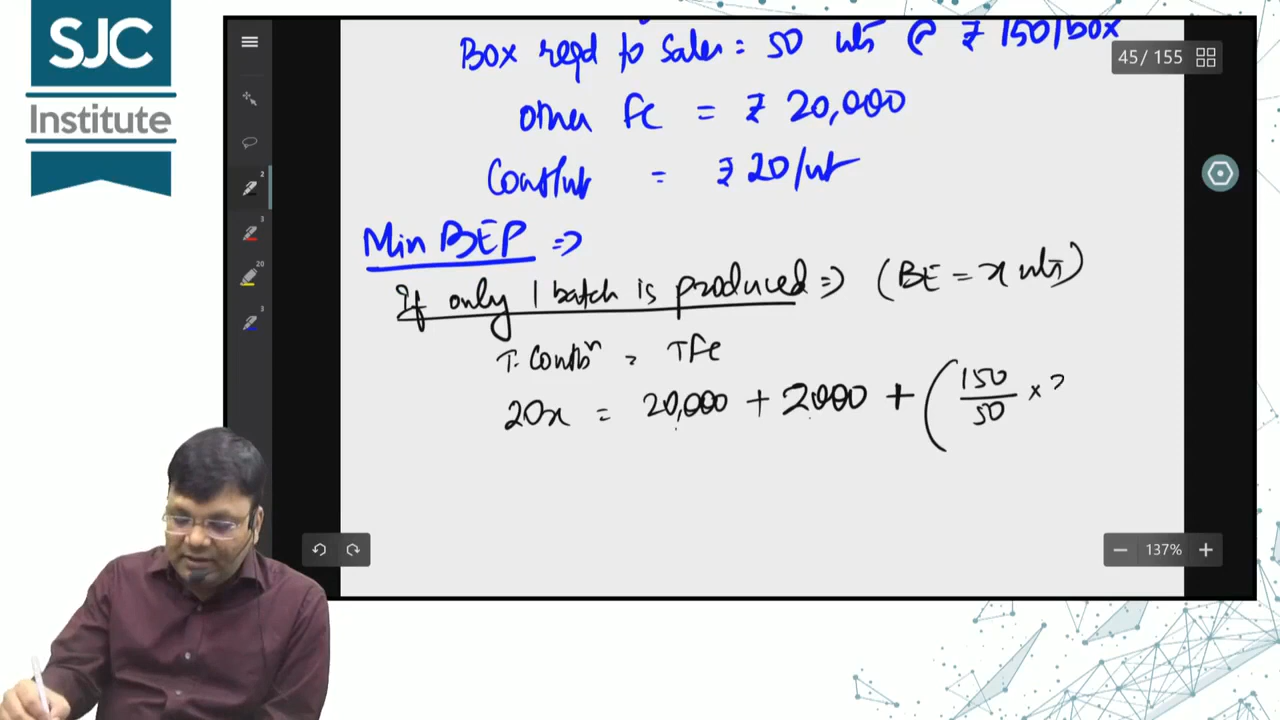 SJC
Institute
Box reqd to Sales = 50 uts @ ₹ 150/box
45 / 155
other FC = ₹ 20,000
Cont/ut = ₹ 20/ut
Min BEP =>
If only 1 batch is produced => (BE = x uts)
T. Contbn = TFC
20x = 20,000 + 2000 + ( 150/50 ×
137%